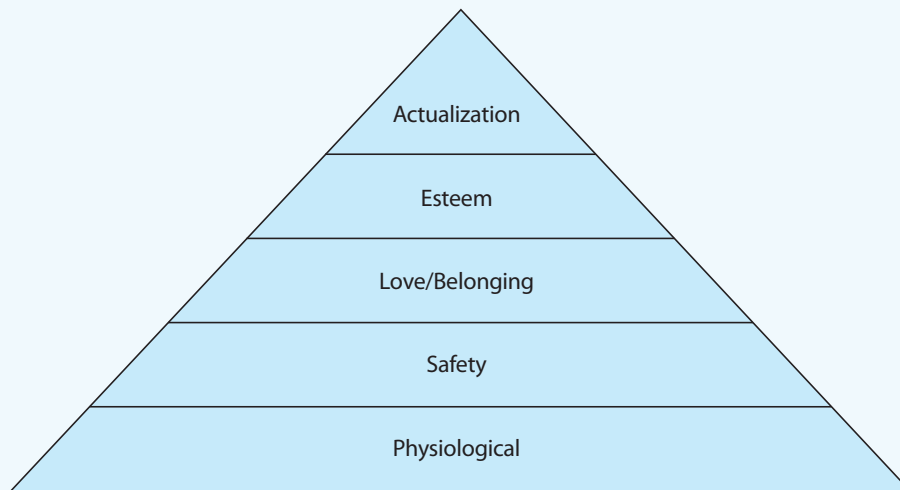 Actualization
Esteem
Love/Belonging
Safety
Physiological